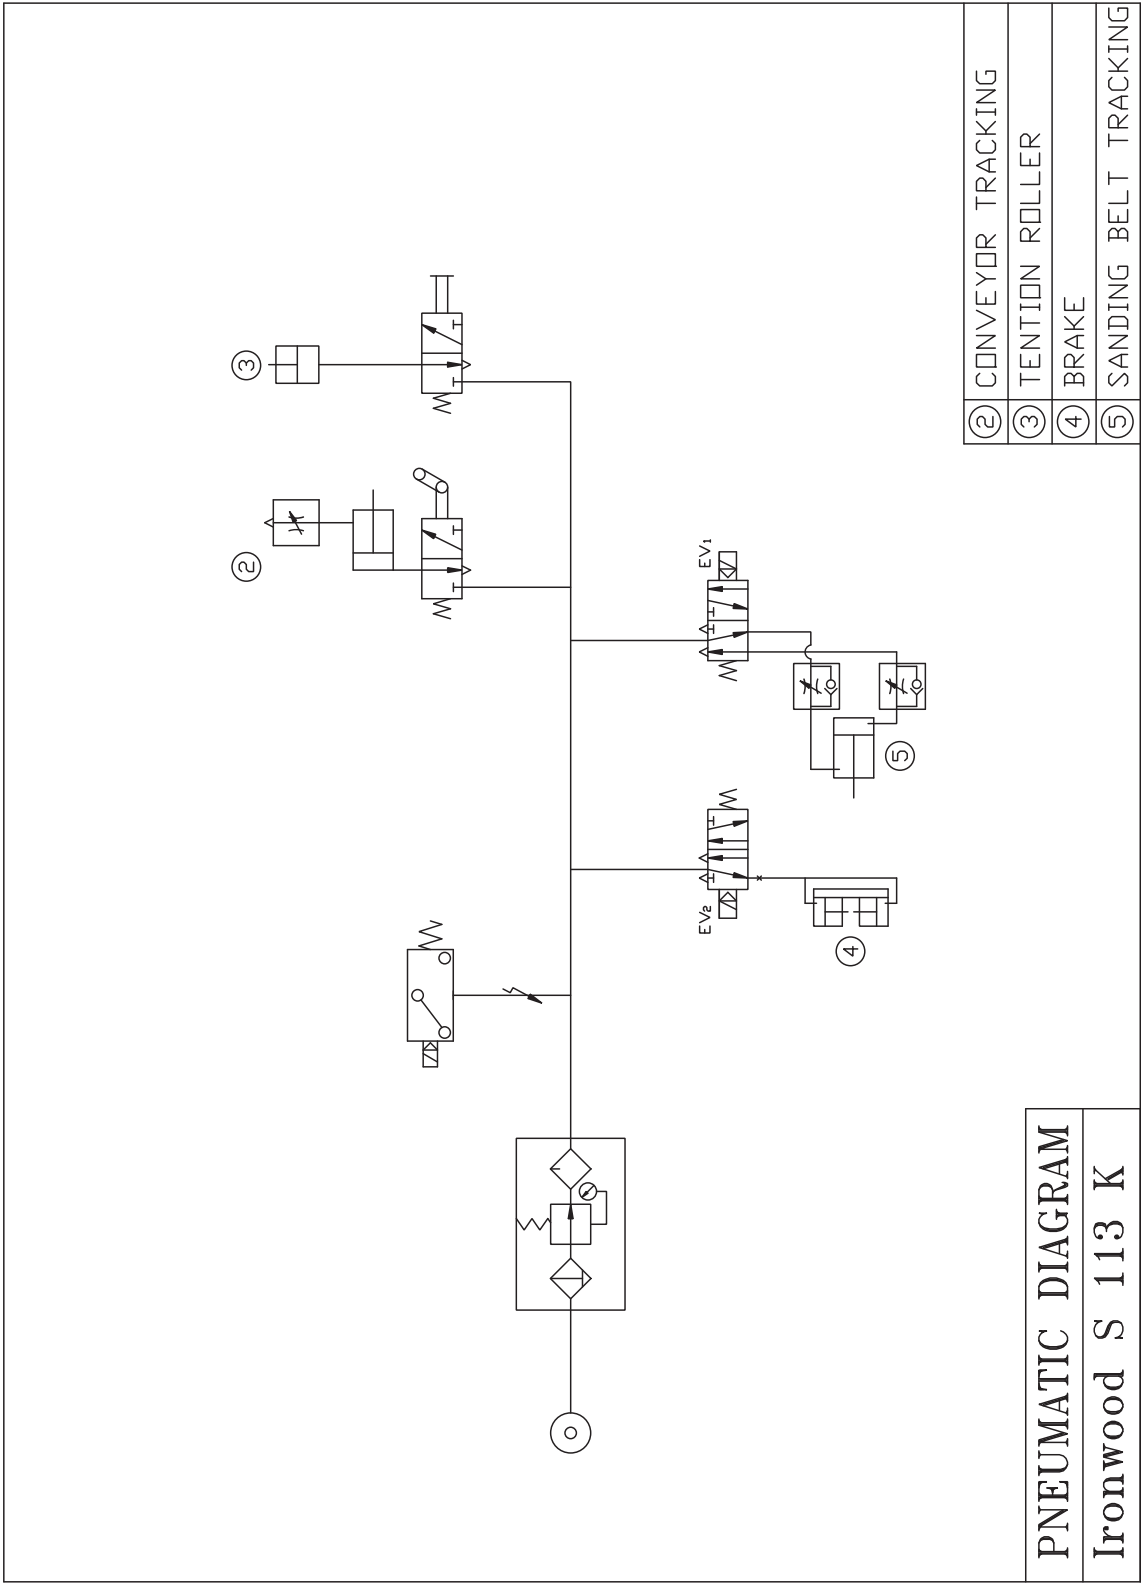 3
2
EV1
5
EV2
4
2 CONVEYOR TRACKING
3 TENTION ROLLER
4 BRAKE
5 SANDING BELT TRACKING
PNEUMATIC DIAGRAM
Ironwood S 113 K